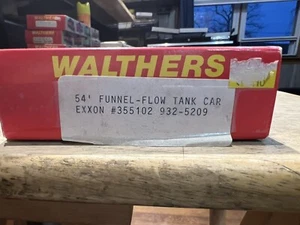 WALTHERS
54' FUNNEL-FLOW TANK CAR
EXXON #355102 932-5209